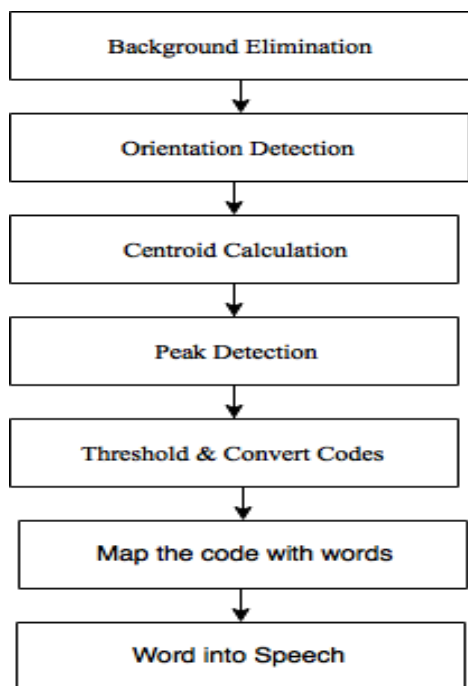 Background Elimination
Orientation Detection
Centroid Calculation
Peak Detection
Threshold & Convert Codes
Map the code with words
Word into Speech